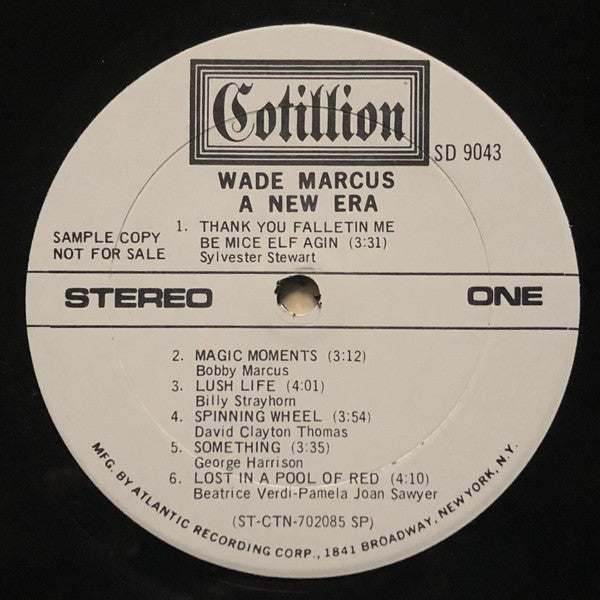 Cotillion
SD 9043
WADE MARCUS
A NEW ERA
SAMPLE COPY
NOT FOR SALE
1. THANK YOU FALLETIN ME
BE MICE ELF AGIN (3:31)
Sylvester Stewart
STEREO ONE
2. MAGIC MOMENTS (3:12)
Bobby Marcus
3. LUSH LIFE (4:01)
Billy Strayhorn
4. SPINNING WHEEL (3:54)
David Clayton Thomas
5. SOMETHING (3:35)
George Harrison
6. LOST IN A POOL OF RED (4:10)
Beatrice Verdi-Pamela Joan Sawyer
(ST-CTN-702085 SP)
MFG. BY ATLANTIC RECORDING CORP., 1841 BROADWAY, NEW YORK, N.Y.